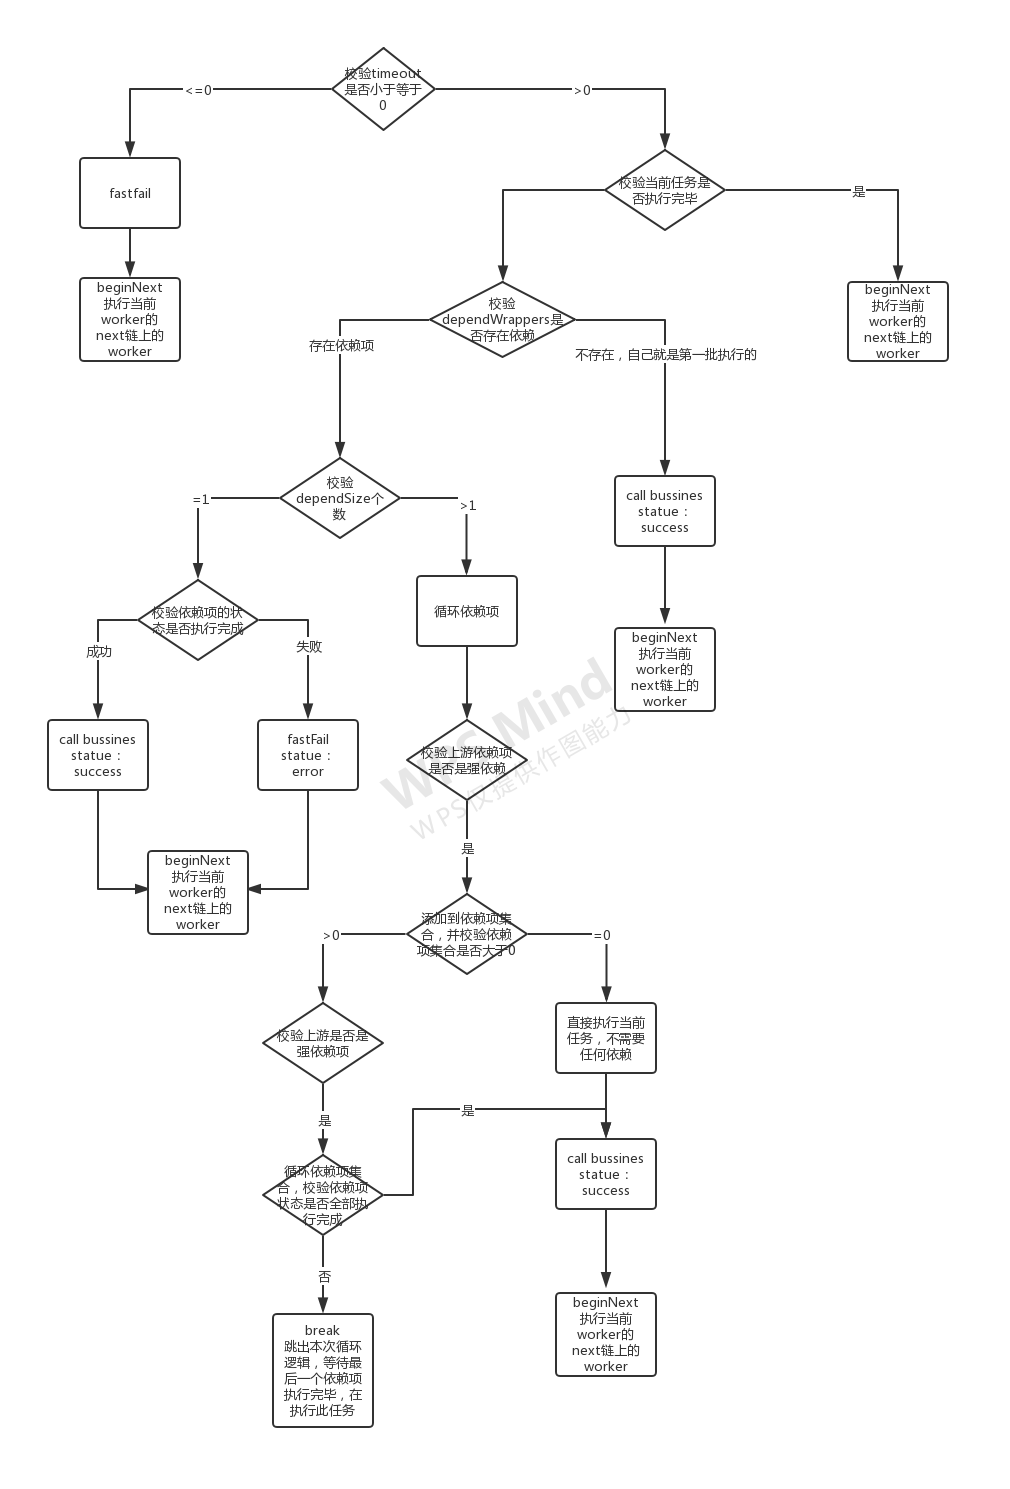 校验timeout
是否小于等于
0
<=0
>0
fastfail
校验当前任务是
否执行完毕
是
beginNext
执行当前
worker的
next链上的
worker
校验
dependWrappers是
否存在依赖
beginNext
执行当前
worker的
next链上的
worker
存在依赖项
不存在，自己就是第一批执行的
校验
dependSize个
数
=1
>1
call bussines
statue：
success
校验依赖项的状
态是否执行完成
循环依赖项
成功
失败
beginNext
执行当前
worker的
next链上的
worker
call bussines
statue：
success
fastFail
statue：
error
校验上游依赖项
是否是强依赖
WPS Mind
WPS仅提供作图能力
是
beginNext
执行当前
worker的
next链上的
worker
添加到依赖项集
合，并校验依赖
项集合是否大于0
>0
=0
校验上游是否是
强依赖项
直接执行当前
任务，不需要
任何依赖
是
是
循环依赖项集
合，校验依赖项
状态是否全部执
行完成
call bussines
statue：
success
否
break
跳出本次循环
逻辑，等待最
后一个依赖项
执行完毕，在
执行此任务
beginNext
执行当前
worker的
next链上的
worker